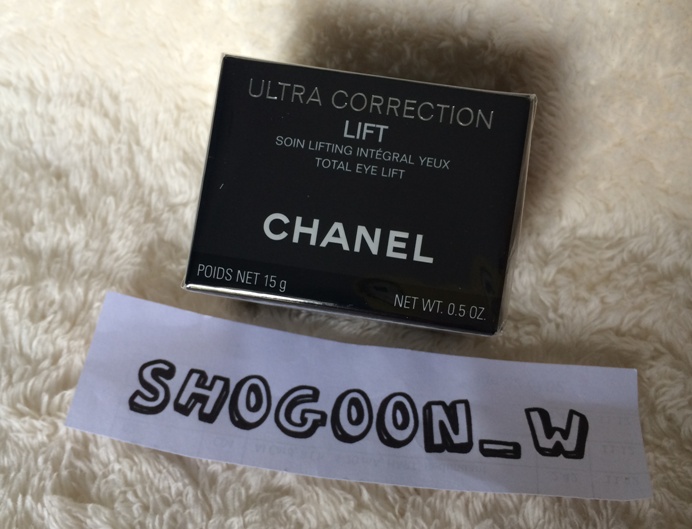 ULTRA CORRECTION
LIFT
SOIN LIFTING INTÉGRAL YEUX
TOTAL EYE LIFT
CHANEL
POIDS NET 15 g
NET WT. 0.5 OZ.
SHOGOON_W